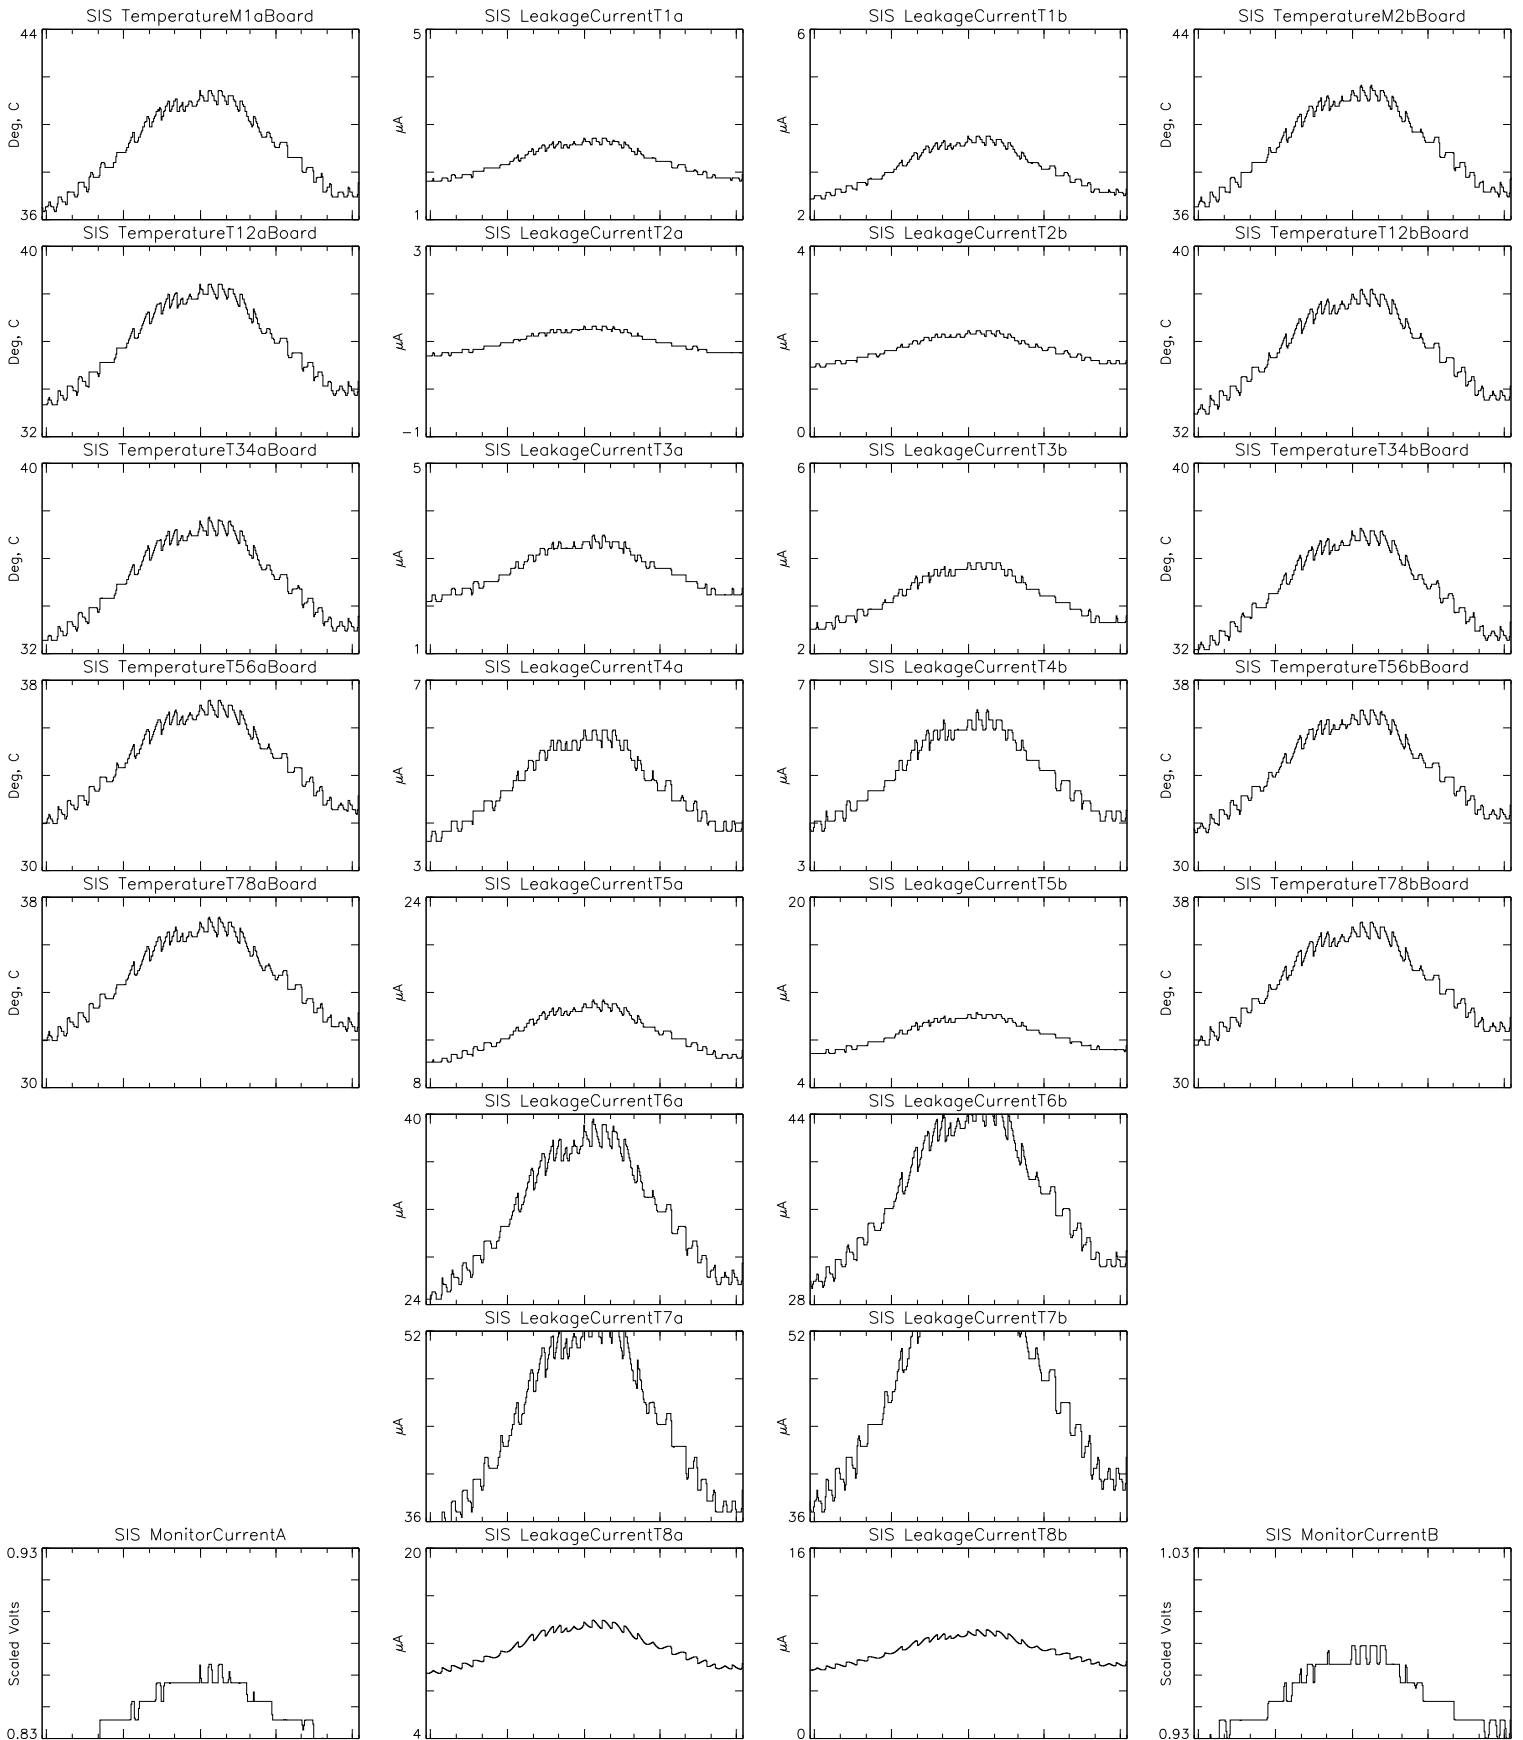 SIS TemperatureM1aBoard
44
Deg, C
36
SIS LeakageCurrentT1a
5
μA
1
SIS LeakageCurrentT1b
6
μA
2
SIS TemperatureM2bBoard
44
Deg, C
36
SIS TemperatureT12aBoard
40
Deg, C
32
SIS LeakageCurrentT2a
3
μA
-1
SIS LeakageCurrentT2b
4
μA
0
SIS TemperatureT12bBoard
40
Deg, C
32
SIS TemperatureT34aBoard
40
Deg, C
32
SIS LeakageCurrentT3a
5
μA
1
SIS LeakageCurrentT3b
6
μA
2
SIS TemperatureT34bBoard
40
Deg, C
32
SIS TemperatureT56aBoard
38
Deg, C
30
SIS LeakageCurrentT4a
7
μA
3
SIS LeakageCurrentT4b
7
μA
3
SIS TemperatureT56bBoard
38
Deg, C
30
SIS TemperatureT78aBoard
38
Deg, C
30
SIS LeakageCurrentT5a
24
μA
8
SIS LeakageCurrentT5b
20
μA
4
SIS TemperatureT78bBoard
38
Deg, C
30
SIS LeakageCurrentT6a
40
μA
24
SIS LeakageCurrentT6b
44
μA
28
SIS LeakageCurrentT7a
52
μA
36
SIS LeakageCurrentT7b
52
μA
36
SIS MonitorCurrentA
0.93
Scaled Volts
0.83
SIS LeakageCurrentT8a
20
μA
4
SIS LeakageCurrentT8b
16
μA
0
SIS MonitorCurrentB
1.03
Scaled Volts
0.93